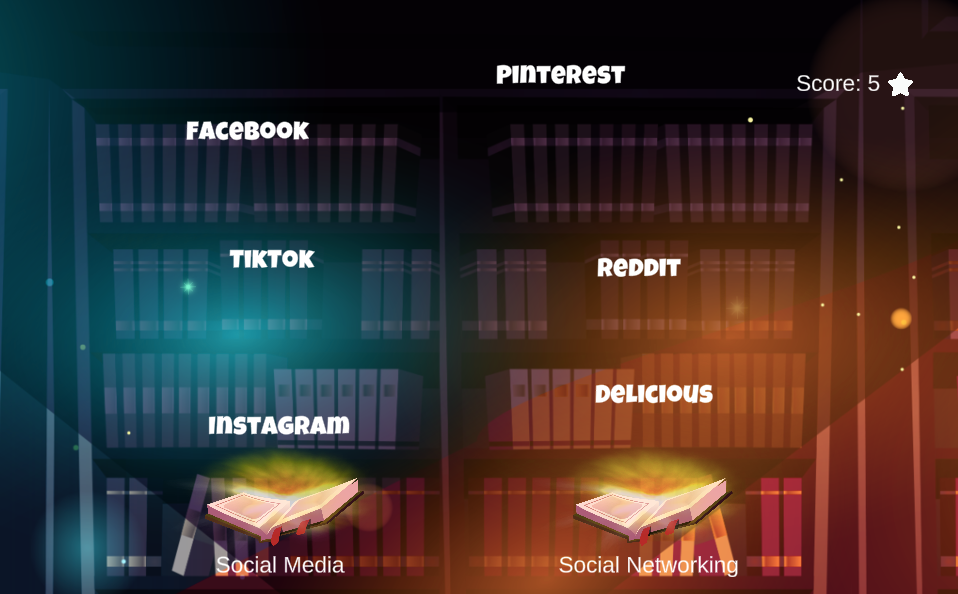 Pinterest
Score: 5
Facebook
TikTok
Reddit
Delicious
Instagram
Social Media
Social Networking